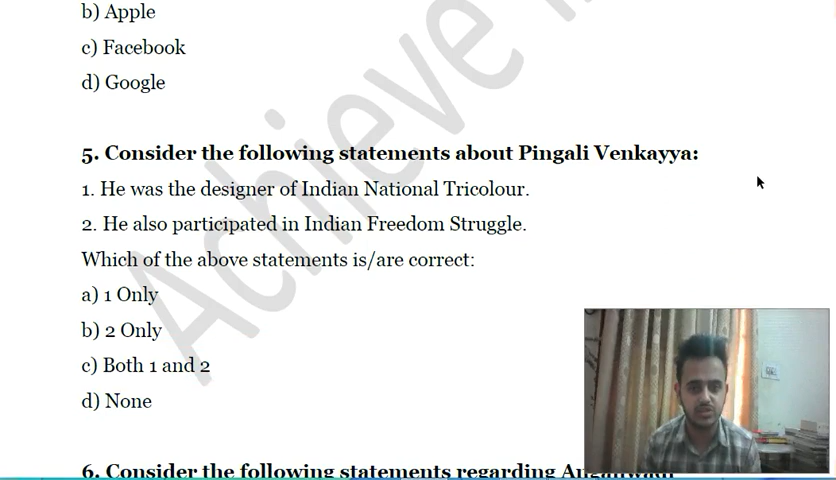 b) Apple
c) Facebook
d) Google
5. Consider the following statements about Pingali Venkayya:
1. He was the designer of Indian National Tricolour.
2. He also participated in Indian Freedom Struggle.
Which of the above statements is/are correct:
a) 1 Only
b) 2 Only
c) Both 1 and 2
d) None
6. Consider the following statements regarding Anganwadi
Achieve